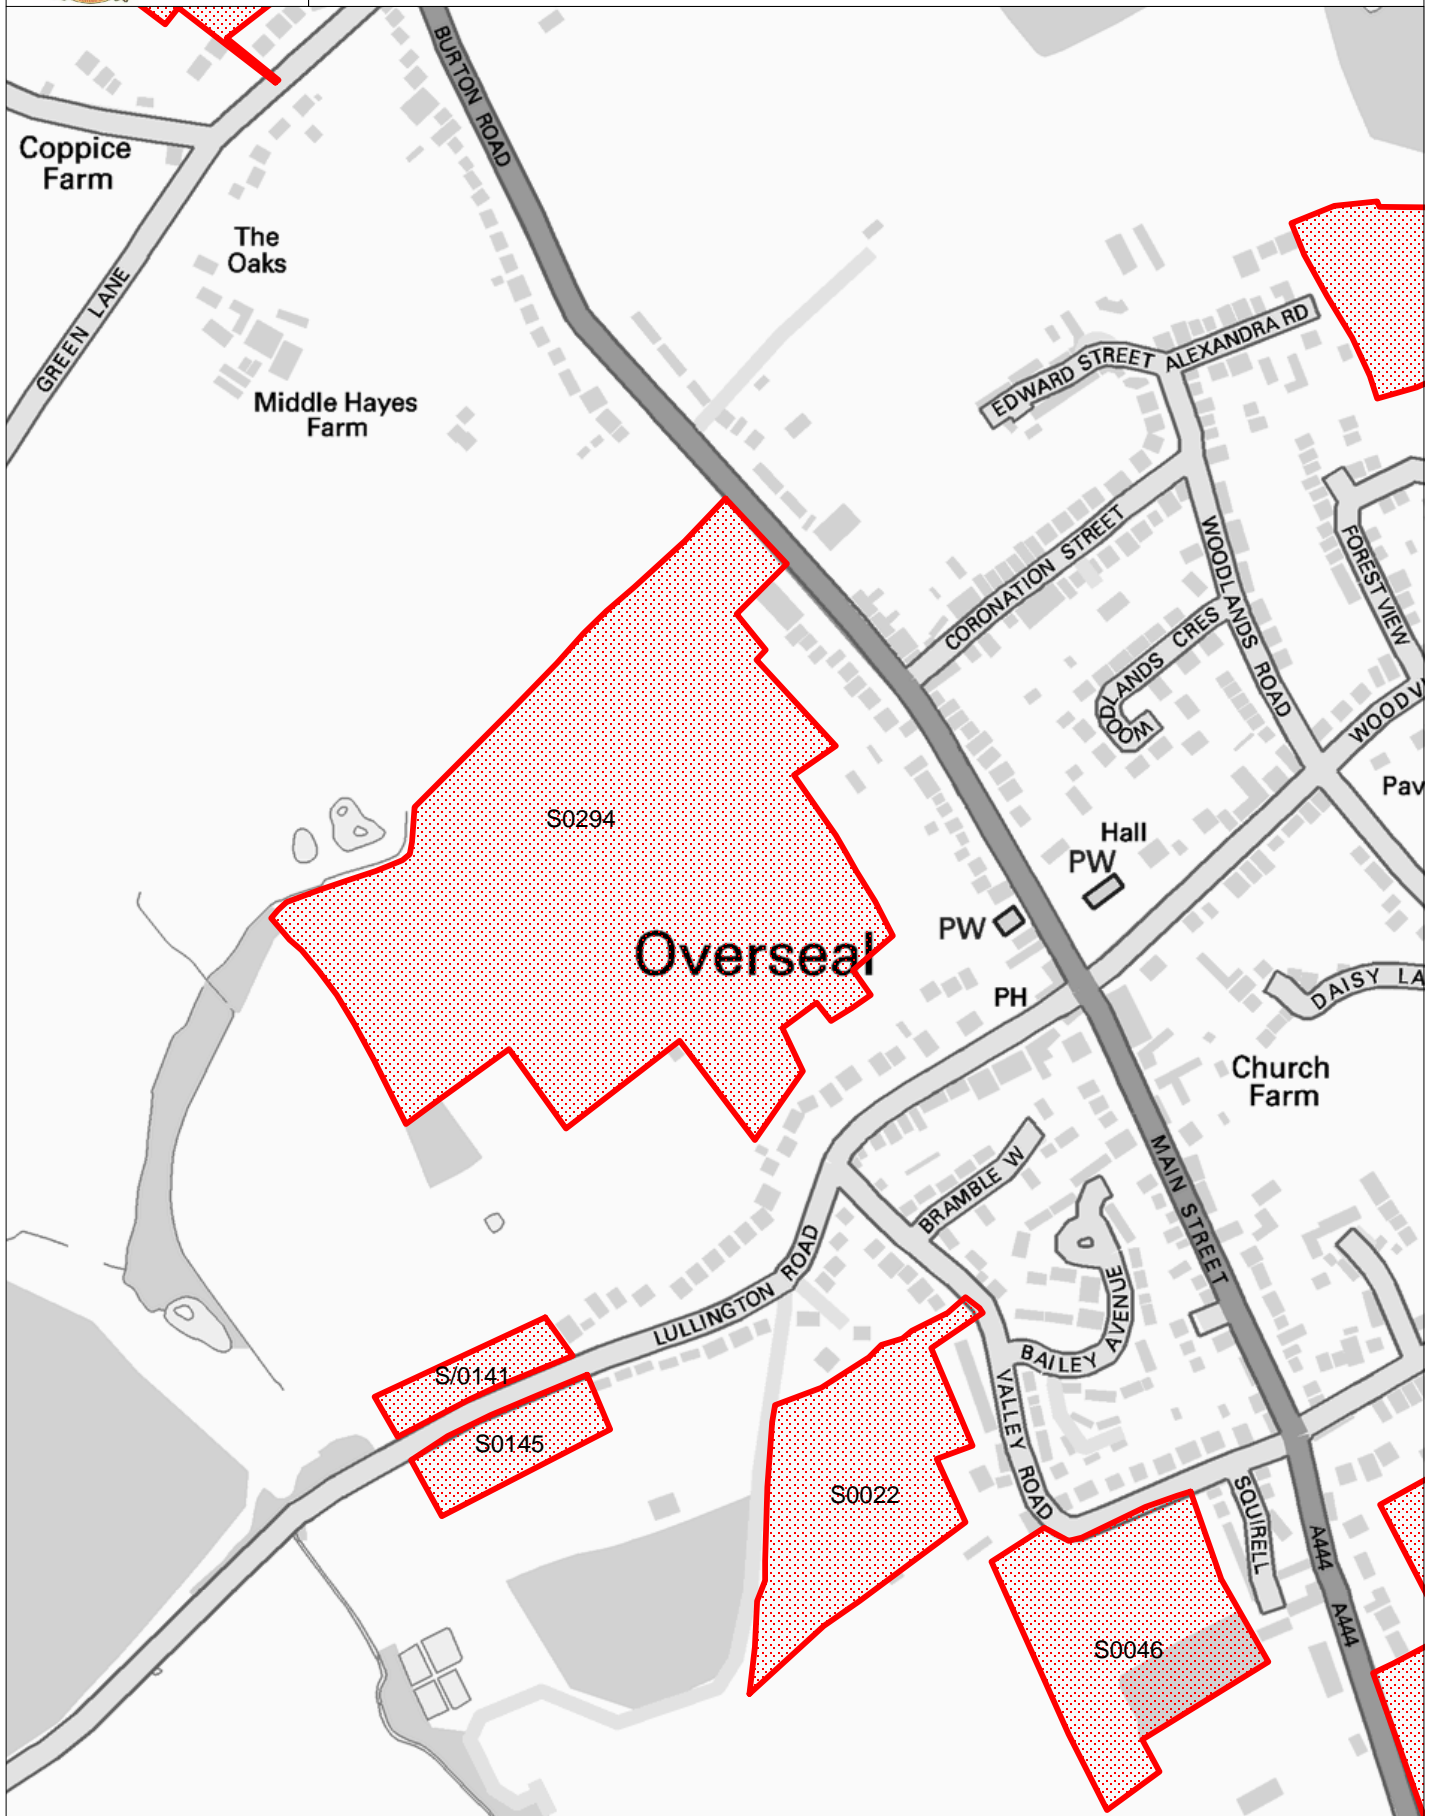 BURTON ROAD
Coppice
Farm
The
Oaks
GREEN LANE
Middle Hayes
Farm
EDWARD STREET
ALEXANDRA RD
CORONATION STREET
WOODLANDS ROAD
FOREST VIEW
WOODLANDS CRES
WOODV
Pav
S0294
Hall
PW
PW
Overseal
PH
DAISY LA
Church
Farm
MAIN STREET
BRAMBLE W
LULLINGTON ROAD
BAILEY AVENUE
S/0141
S0145
VALLEY ROAD
S0022
SQUIRELL
A444
A444
S0046